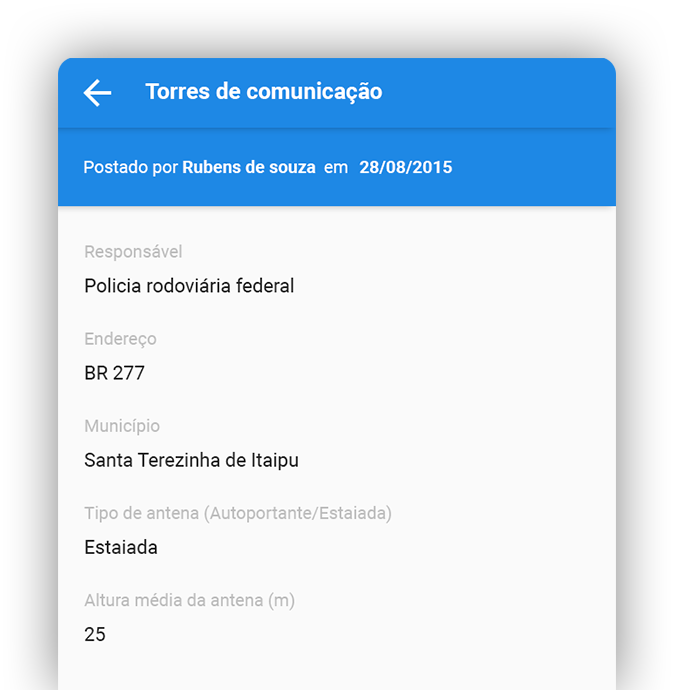 Torres de comunicação
Postado por Rubens de souza em 28/08/2015
Responsável
Policia rodoviária federal
Endereço
BR 277
Município
Santa Terezinha de Itaipu
Tipo de antena (Autoportante/Estaiada)
Estaiada
Altura média da antena (m)
25